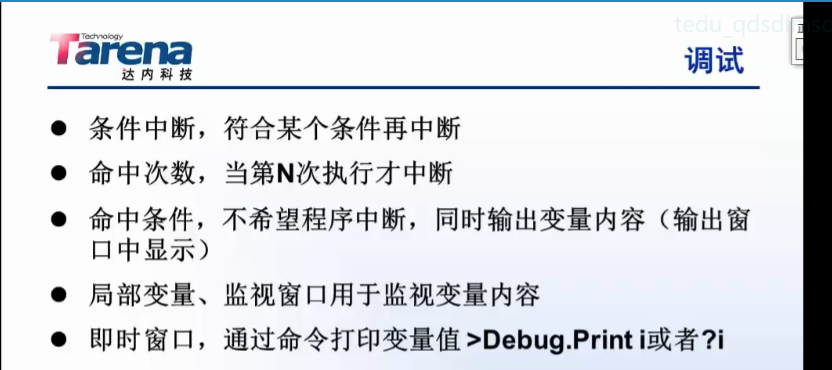 Technology
Tarena
达内科技
调试
● 条件中断，符合某个条件再中断
● 命中次数，当第N次执行才中断
● 命中条件，不希望程序中断，同时输出变量内容（输出窗
口中显示）
● 局部变量、监视窗口用于监视变量内容
● 即时窗口，通过命令打印变量值 >Debug.Print i或者?i